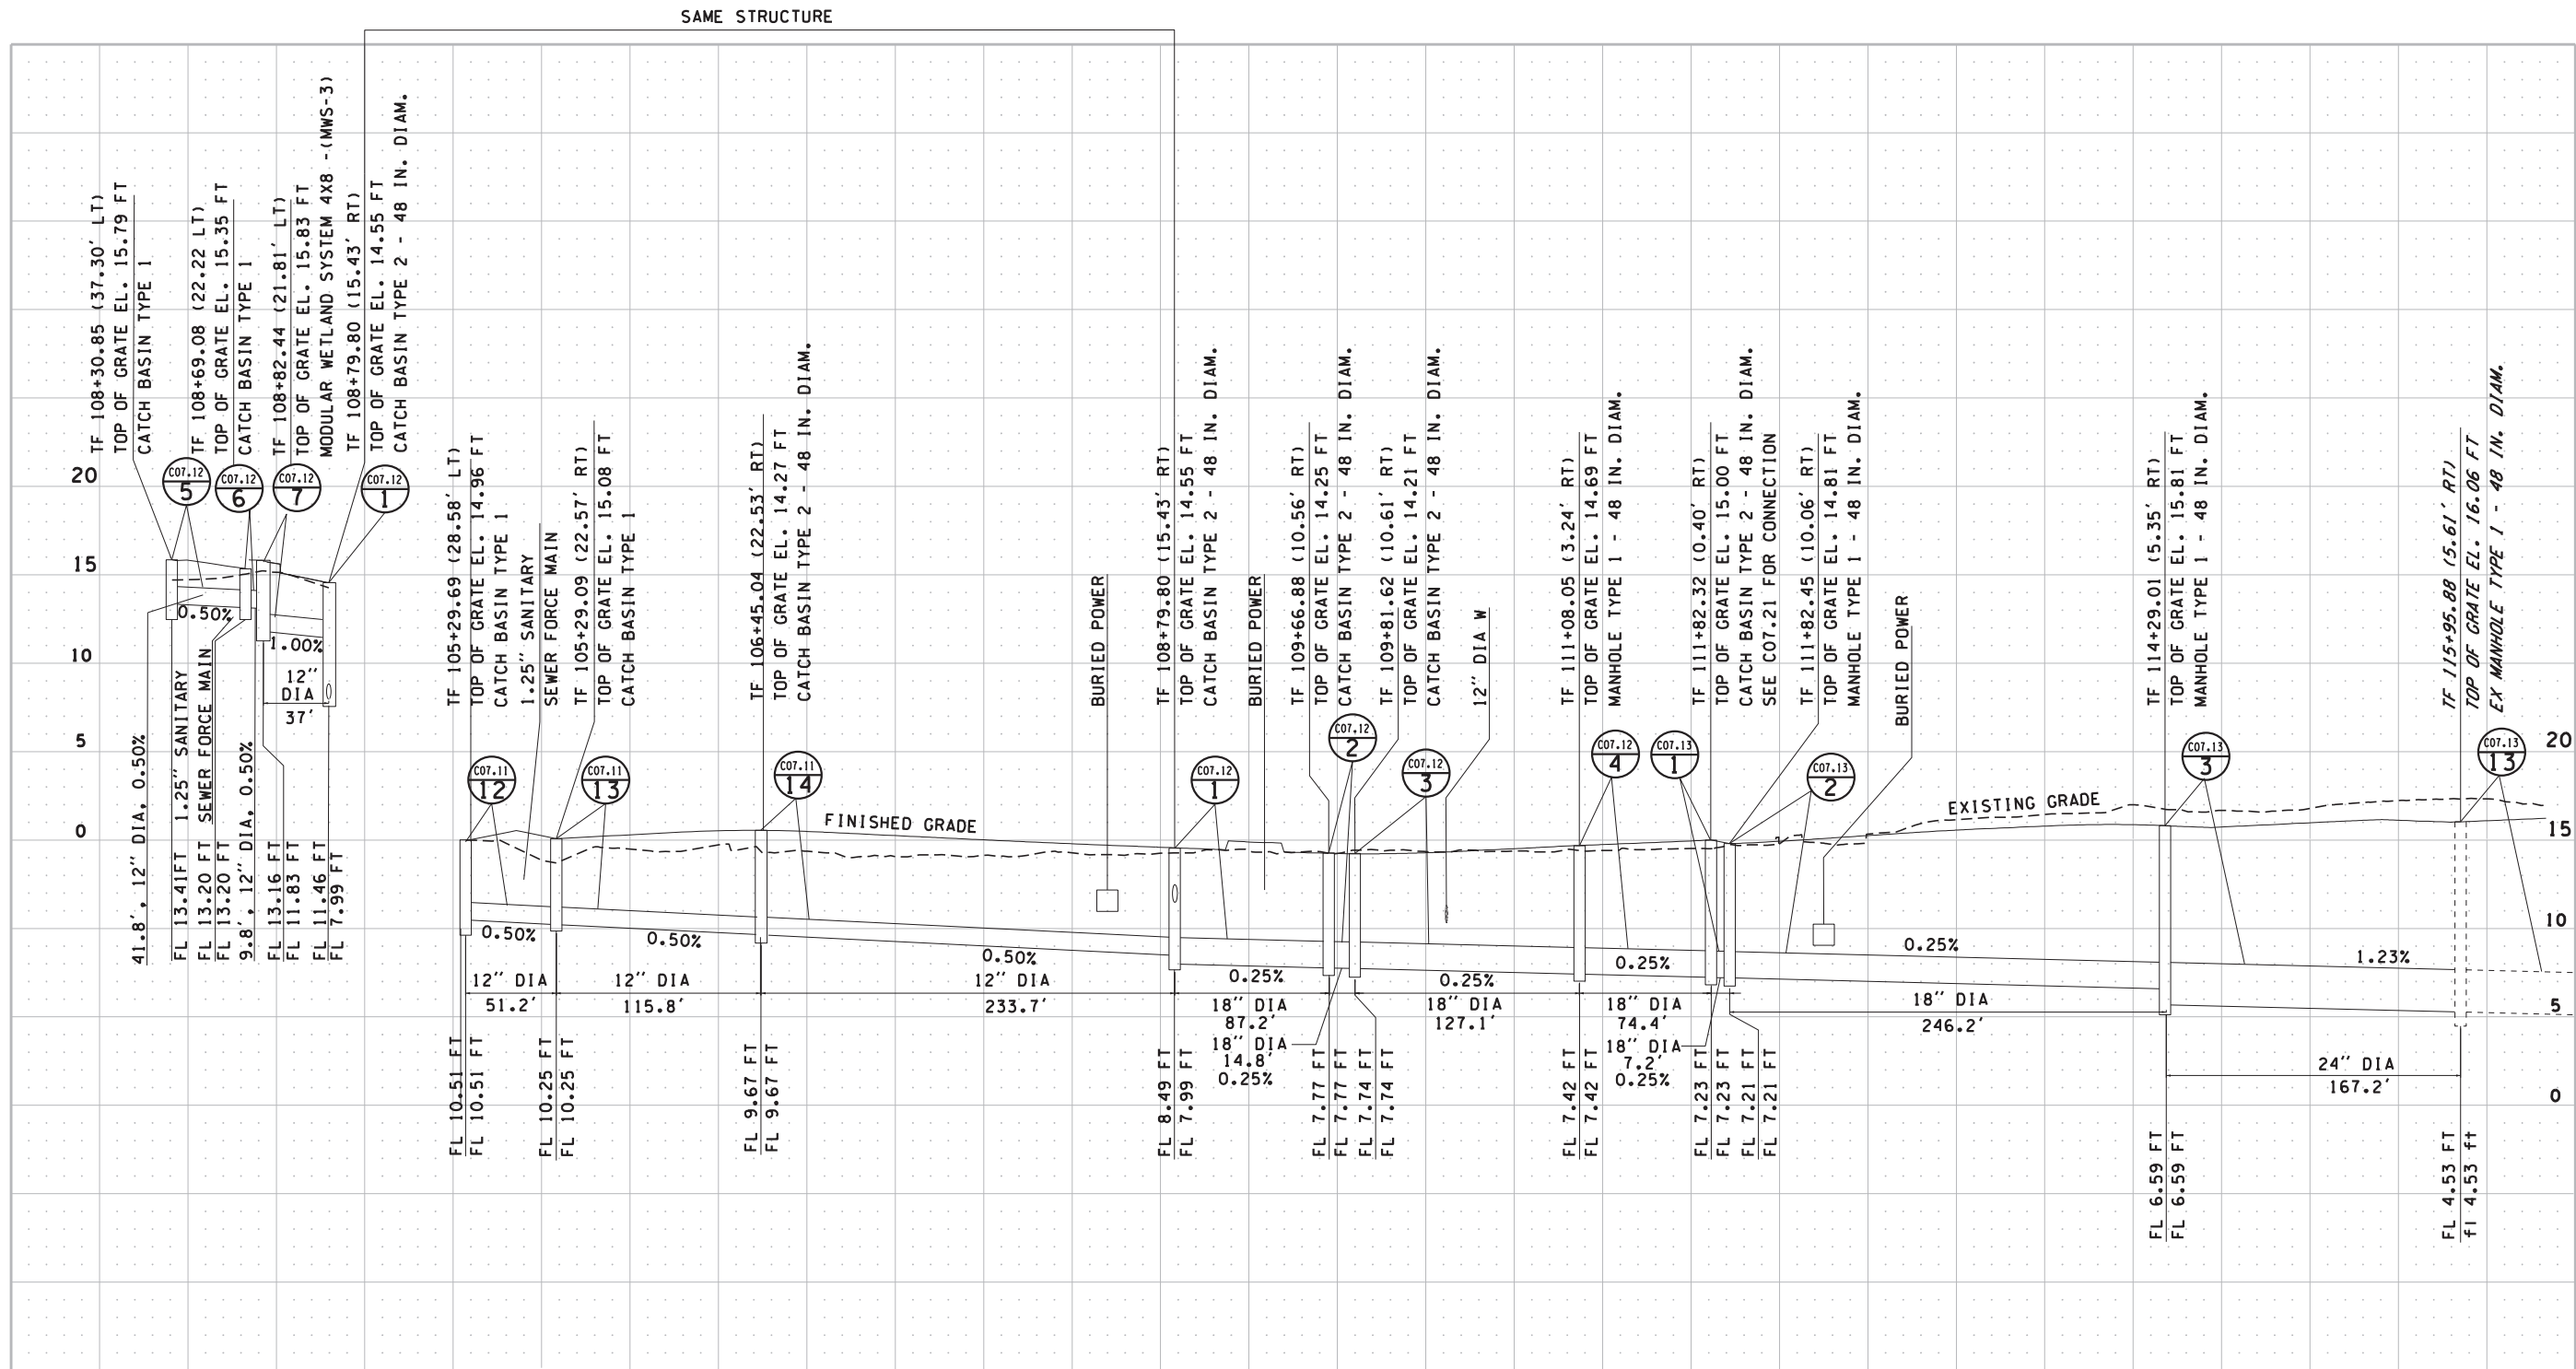 SAME STRUCTURE
TF 108+30.85 (37.30' LT)
TOP OF GRATE EL. 15.79 FT
CATCH BASIN TYPE 1
TF 108+69.08 (22.22 LT)
TOP OF GRATE EL. 15.35 FT
CATCH BASIN TYPE 1
TF 108+82.44 (21.81' LT)
TOP OF GRATE EL. 15.83 FT
MODULAR WETLAND SYSTEM 4X8 -(MWS-3)
TF 108+79.80 (15.43' RT)
TOP OF GRATE EL. 14.55 FT
CATCH BASIN TYPE 2 - 48 IN. DIAM.
20
15
10
5
0
C07.12
5
C07.12
6
C07.12
7
C07.12
1
0.50%
1.00%
12" DIA
37'
41.8', 12" DIA, 0.50%
FL 13.41FT
1.25" SANITARY
SEWER FORCE MAIN
FL 13.20 FT
FL 13.20 FT
9.8', 12" DIA, 0.50%
FL 13.16 FT
FL 11.83 FT
FL 11.46 FT
FL 7.99 FT
TF 105+29.69 (28.58' LT)
TOP OF GRATE EL. 14.96 FT
CATCH BASIN TYPE 1
1.25" SANITARY
SEWER FORCE MAIN
TF 105+29.09 (22.57' RT)
TOP OF GRATE EL. 15.08 FT
CATCH BASIN TYPE 1
TF 106+45.04 (22.53' RT)
TOP OF GRATE EL. 14.27 FT
CATCH BASIN TYPE 2 - 48 IN. DIAM.
BURIED POWER
TF 108+79.80 (15.43' RT)
TOP OF GRATE EL. 14.55 FT
CATCH BASIN TYPE 2 - 48 IN. DIAM.
BURIED POWER
TF 109+66.88 (10.56' RT)
TOP OF GRATE EL. 14.25 FT
CATCH BASIN TYPE 2 - 48 IN. DIAM.
TF 109+81.62 (10.61' RT)
TOP OF GRATE EL. 14.21 FT
CATCH BASIN TYPE 2 - 48 IN. DIAM.
12" DIA W
TF 111+08.05 (3.24' RT)
TOP OF GRATE EL. 14.69 FT
MANHOLE TYPE 1 - 48 IN. DIAM.
TF 111+82.32 (0.40' RT)
TOP OF GRATE EL. 15.00 FT
CATCH BASIN TYPE 2 - 48 IN. DIAM.
SEE C07.21 FOR CONNECTION
TF 111+82.45 (10.06' RT)
TOP OF GRATE EL. 14.81 FT
MANHOLE TYPE 1 - 48 IN. DIAM.
BURIED POWER
TF 114+29.01 (5.35' RT)
TOP OF GRATE EL. 15.81 FT
MANHOLE TYPE 1 - 48 IN. DIAM.
TF 115+95.88 (5.61' RT)
TOP OF GRATE EL. 16.06 FT
EX MANHOLE TYPE 1 - 48 IN. DIAM.
C07.11
12
C07.11
13
C07.11
14
C07.12
1
C07.12
2
C07.12
3
C07.12
4
C07.13
1
C07.13
2
C07.13
3
C07.13
13
FINISHED GRADE
EXISTING GRADE
20
15
10
5
0
0.50%
0.50%
0.50%
0.25%
0.25%
0.25%
0.25%
1.23%
12" DIA
51.2'
12" DIA
115.8'
12" DIA
233.7'
18" DIA
87.2'
18" DIA
14.8'
0.25%
18" DIA
127.1'
18" DIA
74.4'
18" DIA
7.2'
0.25%
18" DIA
246.2'
24" DIA
167.2'
FL 10.51 FT
FL 10.51 FT
FL 10.25 FT
FL 10.25 FT
FL 9.67 FT
FL 9.67 FT
FL 8.49 FT
FL 7.99 FT
FL 7.77 FT
FL 7.77 FT
FL 7.74 FT
FL 7.74 FT
FL 7.42 FT
FL 7.42 FT
FL 7.23 FT
FL 7.23 FT
FL 7.21 FT
FL 7.21 FT
FL 6.59 FT
FL 6.59 FT
FL 4.53 FT
fl 4.53 ft